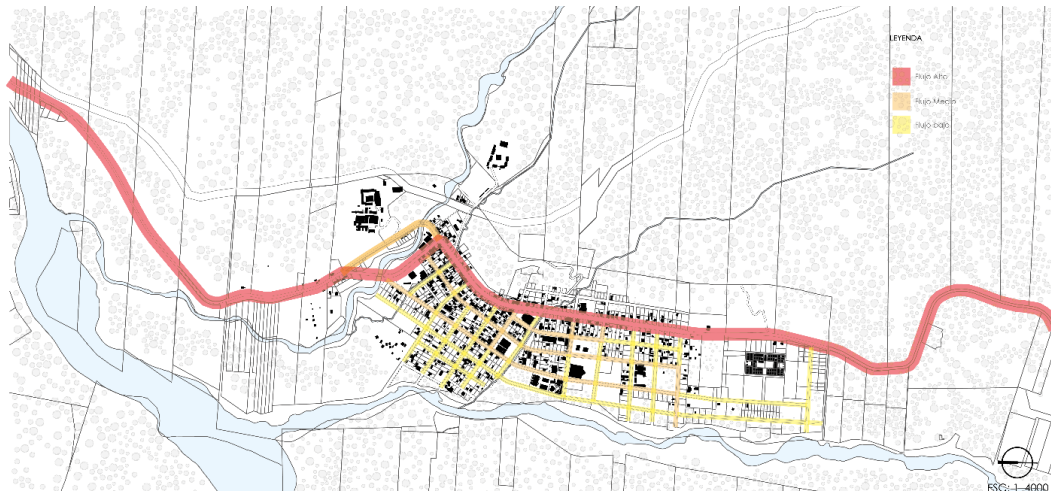 LEYENDA
Flujo Alto
Flujo Medio
Flujo bajo
ESC: 1_4000